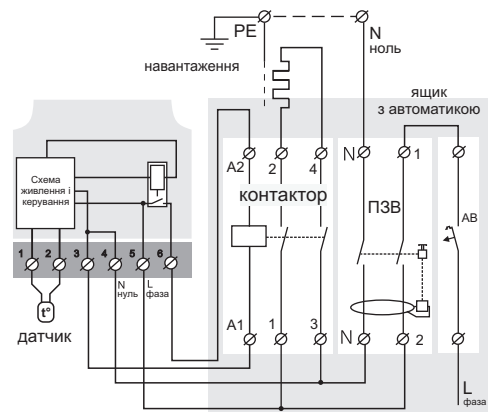 PE
N
ноль
навантаження
ящик
з автоматикою
A2
2
4
N
1
контактор
ПЗВ
АВ
Схема
живлення і
керування
1
2
3
4
5
6
N
нуль
L
фаза
t°
датчик
A1
1
3
N
2
L
фаза